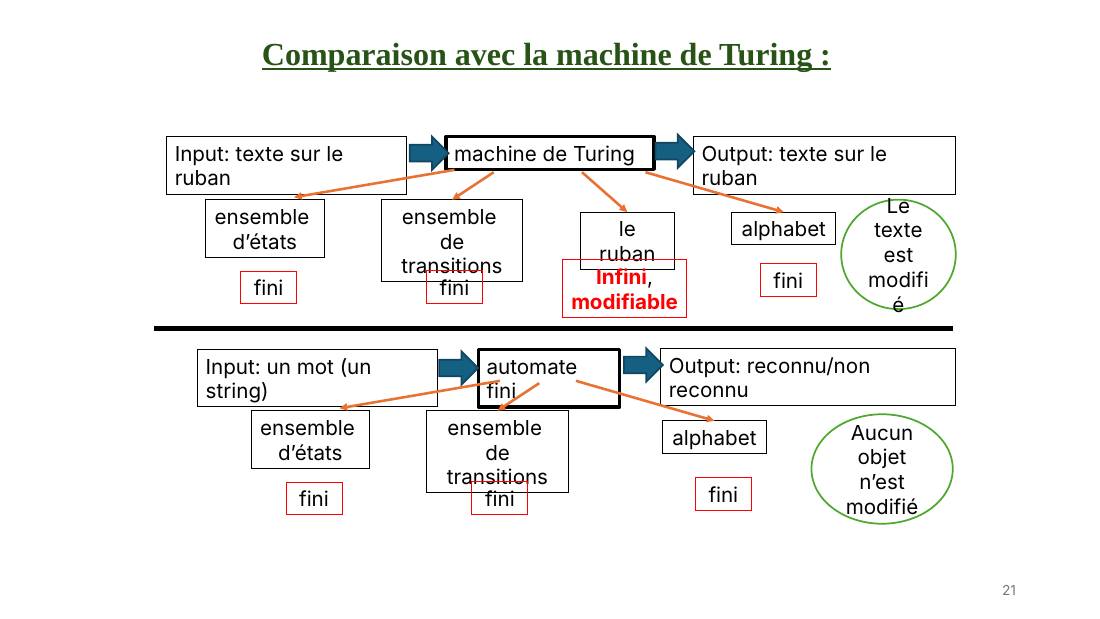 Comparaison avec la machine de Turing :
Input: texte sur le
ruban
machine de Turing
Output: texte sur le
ruban
ensemble
d’états
ensemble
de
transitions
le
ruban
alphabet
Le
texte
est
modifi
é
fini
fini
Infini,
modifiable
fini
Input: un mot (un
string)
automate
fini
Output: reconnu/non
reconnu
ensemble
d’états
ensemble
de
transitions
alphabet
Aucun
objet
n’est
modifié
fini
fini
fini
21